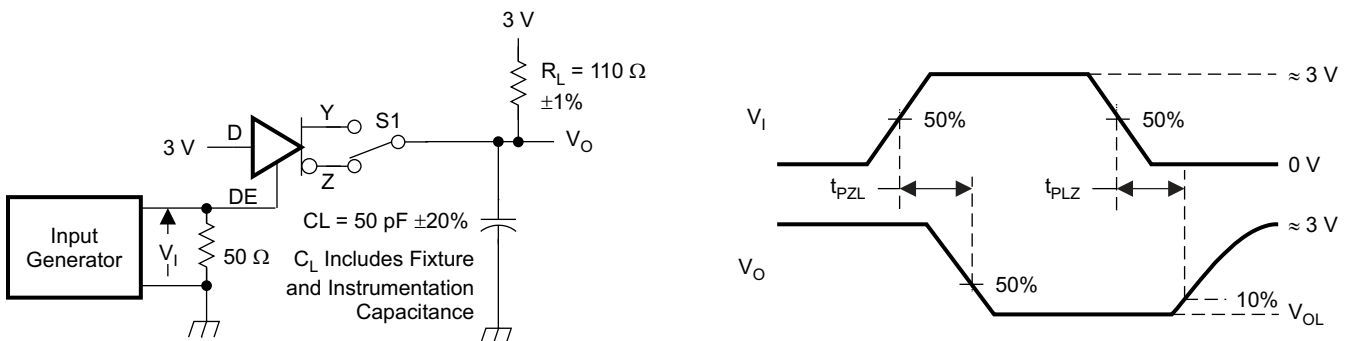 3 V
R_L = 110 Ω
±1%
Y
S1
D
3 V
V_O
Z
DE
Input
Generator
V_I
50 Ω
CL = 50 pF ±20%
C_L Includes Fixture
and Instrumentation
Capacitance
≈ 3 V
V_I
50%
50%
0 V
t_PZL
t_PLZ
≈ 3 V
V_O
50%
10%
V_OL